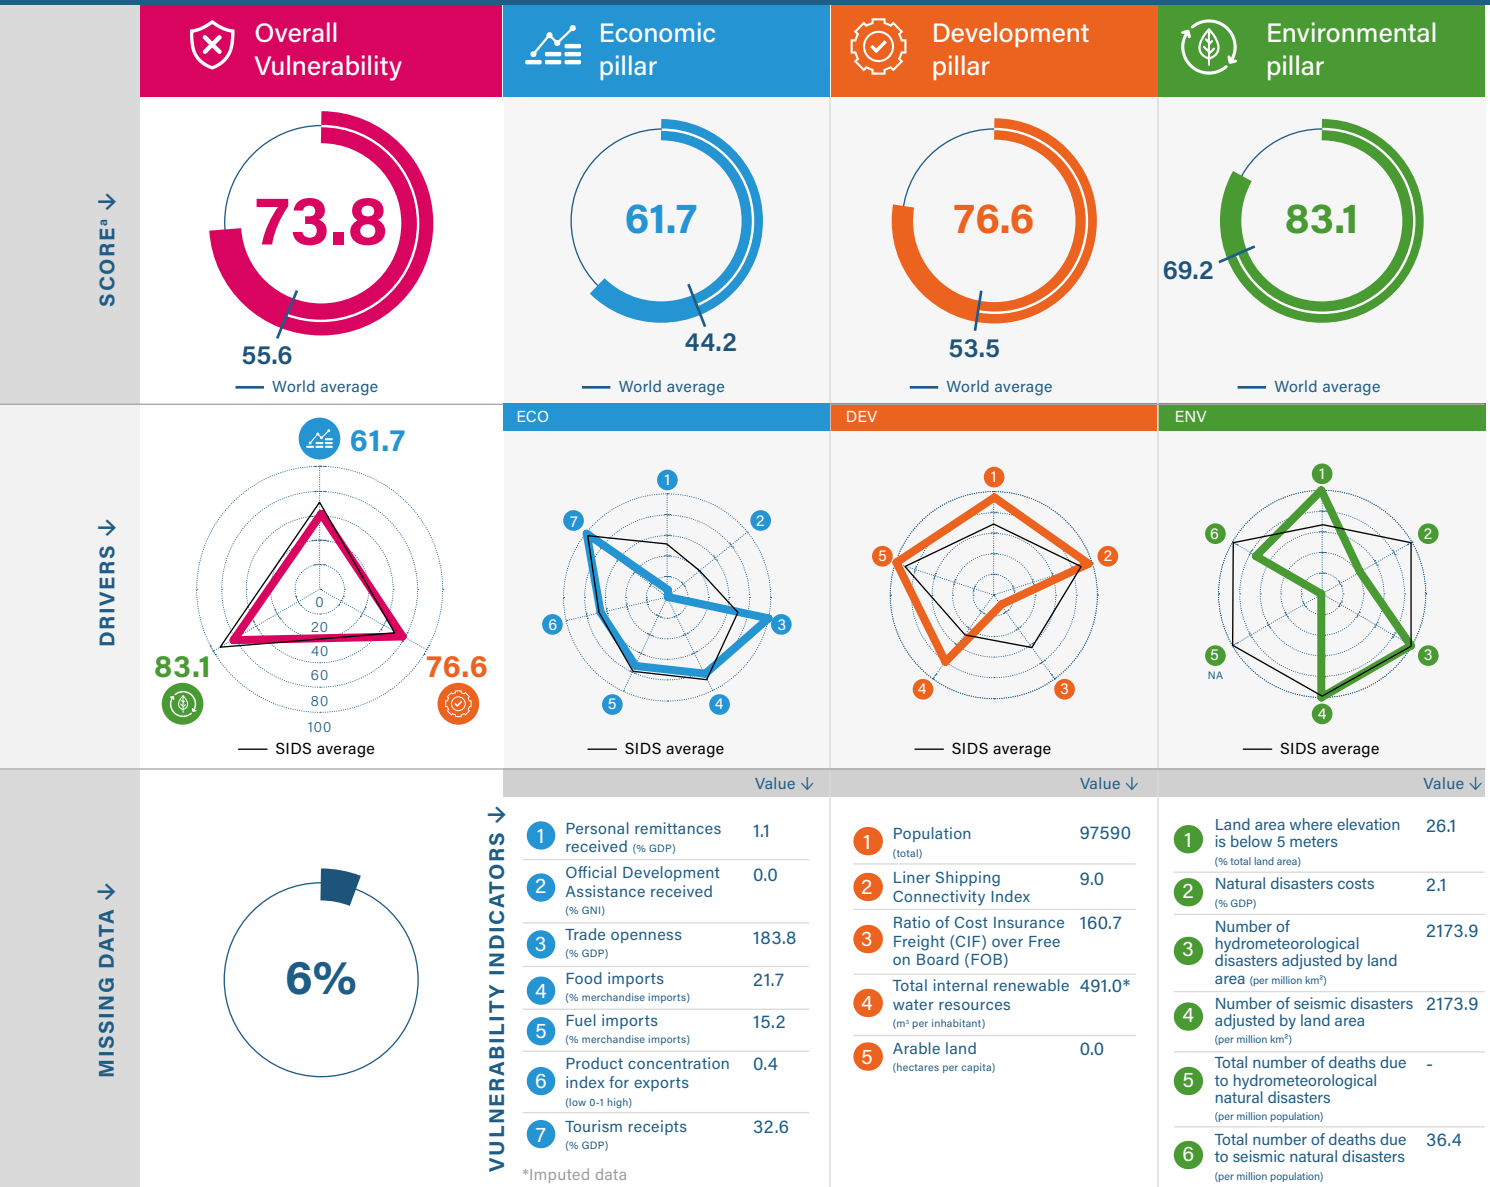 Overall
Vulnerability
Economic
pillar
Development
pillar
Environmental
pillar
SCOREᵃ →
73.8
55.6
World average
61.7
44.2
World average
76.6
53.5
World average
83.1
69.2
World average
DRIVERS →
61.7
83.1
76.6
0
20
40
60
80
100
SIDS average
ECO
1
2
3
4
5
6
7
SIDS average
DEV
1
2
3
4
5
SIDS average
ENV
1
2
3
4
5
NA
6
SIDS average
MISSING DATA →
6%
VULNERABILITY INDICATORS →
Value ↓
1 Personal remittances 1.1
received (% GDP)
2 Official Development 0.0
Assistance received
(% GNI)
3 Trade openness 183.8
(% GDP)
4 Food imports 21.7
(% merchandise imports)
5 Fuel imports 15.2
(% merchandise imports)
6 Product concentration 0.4
index for exports
(low 0-1 high)
7 Tourism receipts 32.6
(% GDP)
*Imputed data
Value ↓
1 Population 97590
(total)
2 Liner Shipping 9.0
Connectivity Index
3 Ratio of Cost Insurance 160.7
Freight (CIF) over Free
on Board (FOB)
4 Total internal renewable 491.0*
water resources
(m³ per inhabitant)
5 Arable land 0.0
(hectares per capita)
Value ↓
1 Land area where elevation 26.1
is below 5 meters
(% total land area)
2 Natural disasters costs 2.1
(% GDP)
3 Number of 2173.9
hydrometeorological
disasters adjusted by land
area (per million km²)
4 Number of seismic disasters 2173.9
adjusted by land area
(per million km²)
5 Total number of deaths due -
to hydrometeorological
natural disasters
(per million population)
6 Total number of deaths due 36.4
to seismic natural disasters
(per million population)